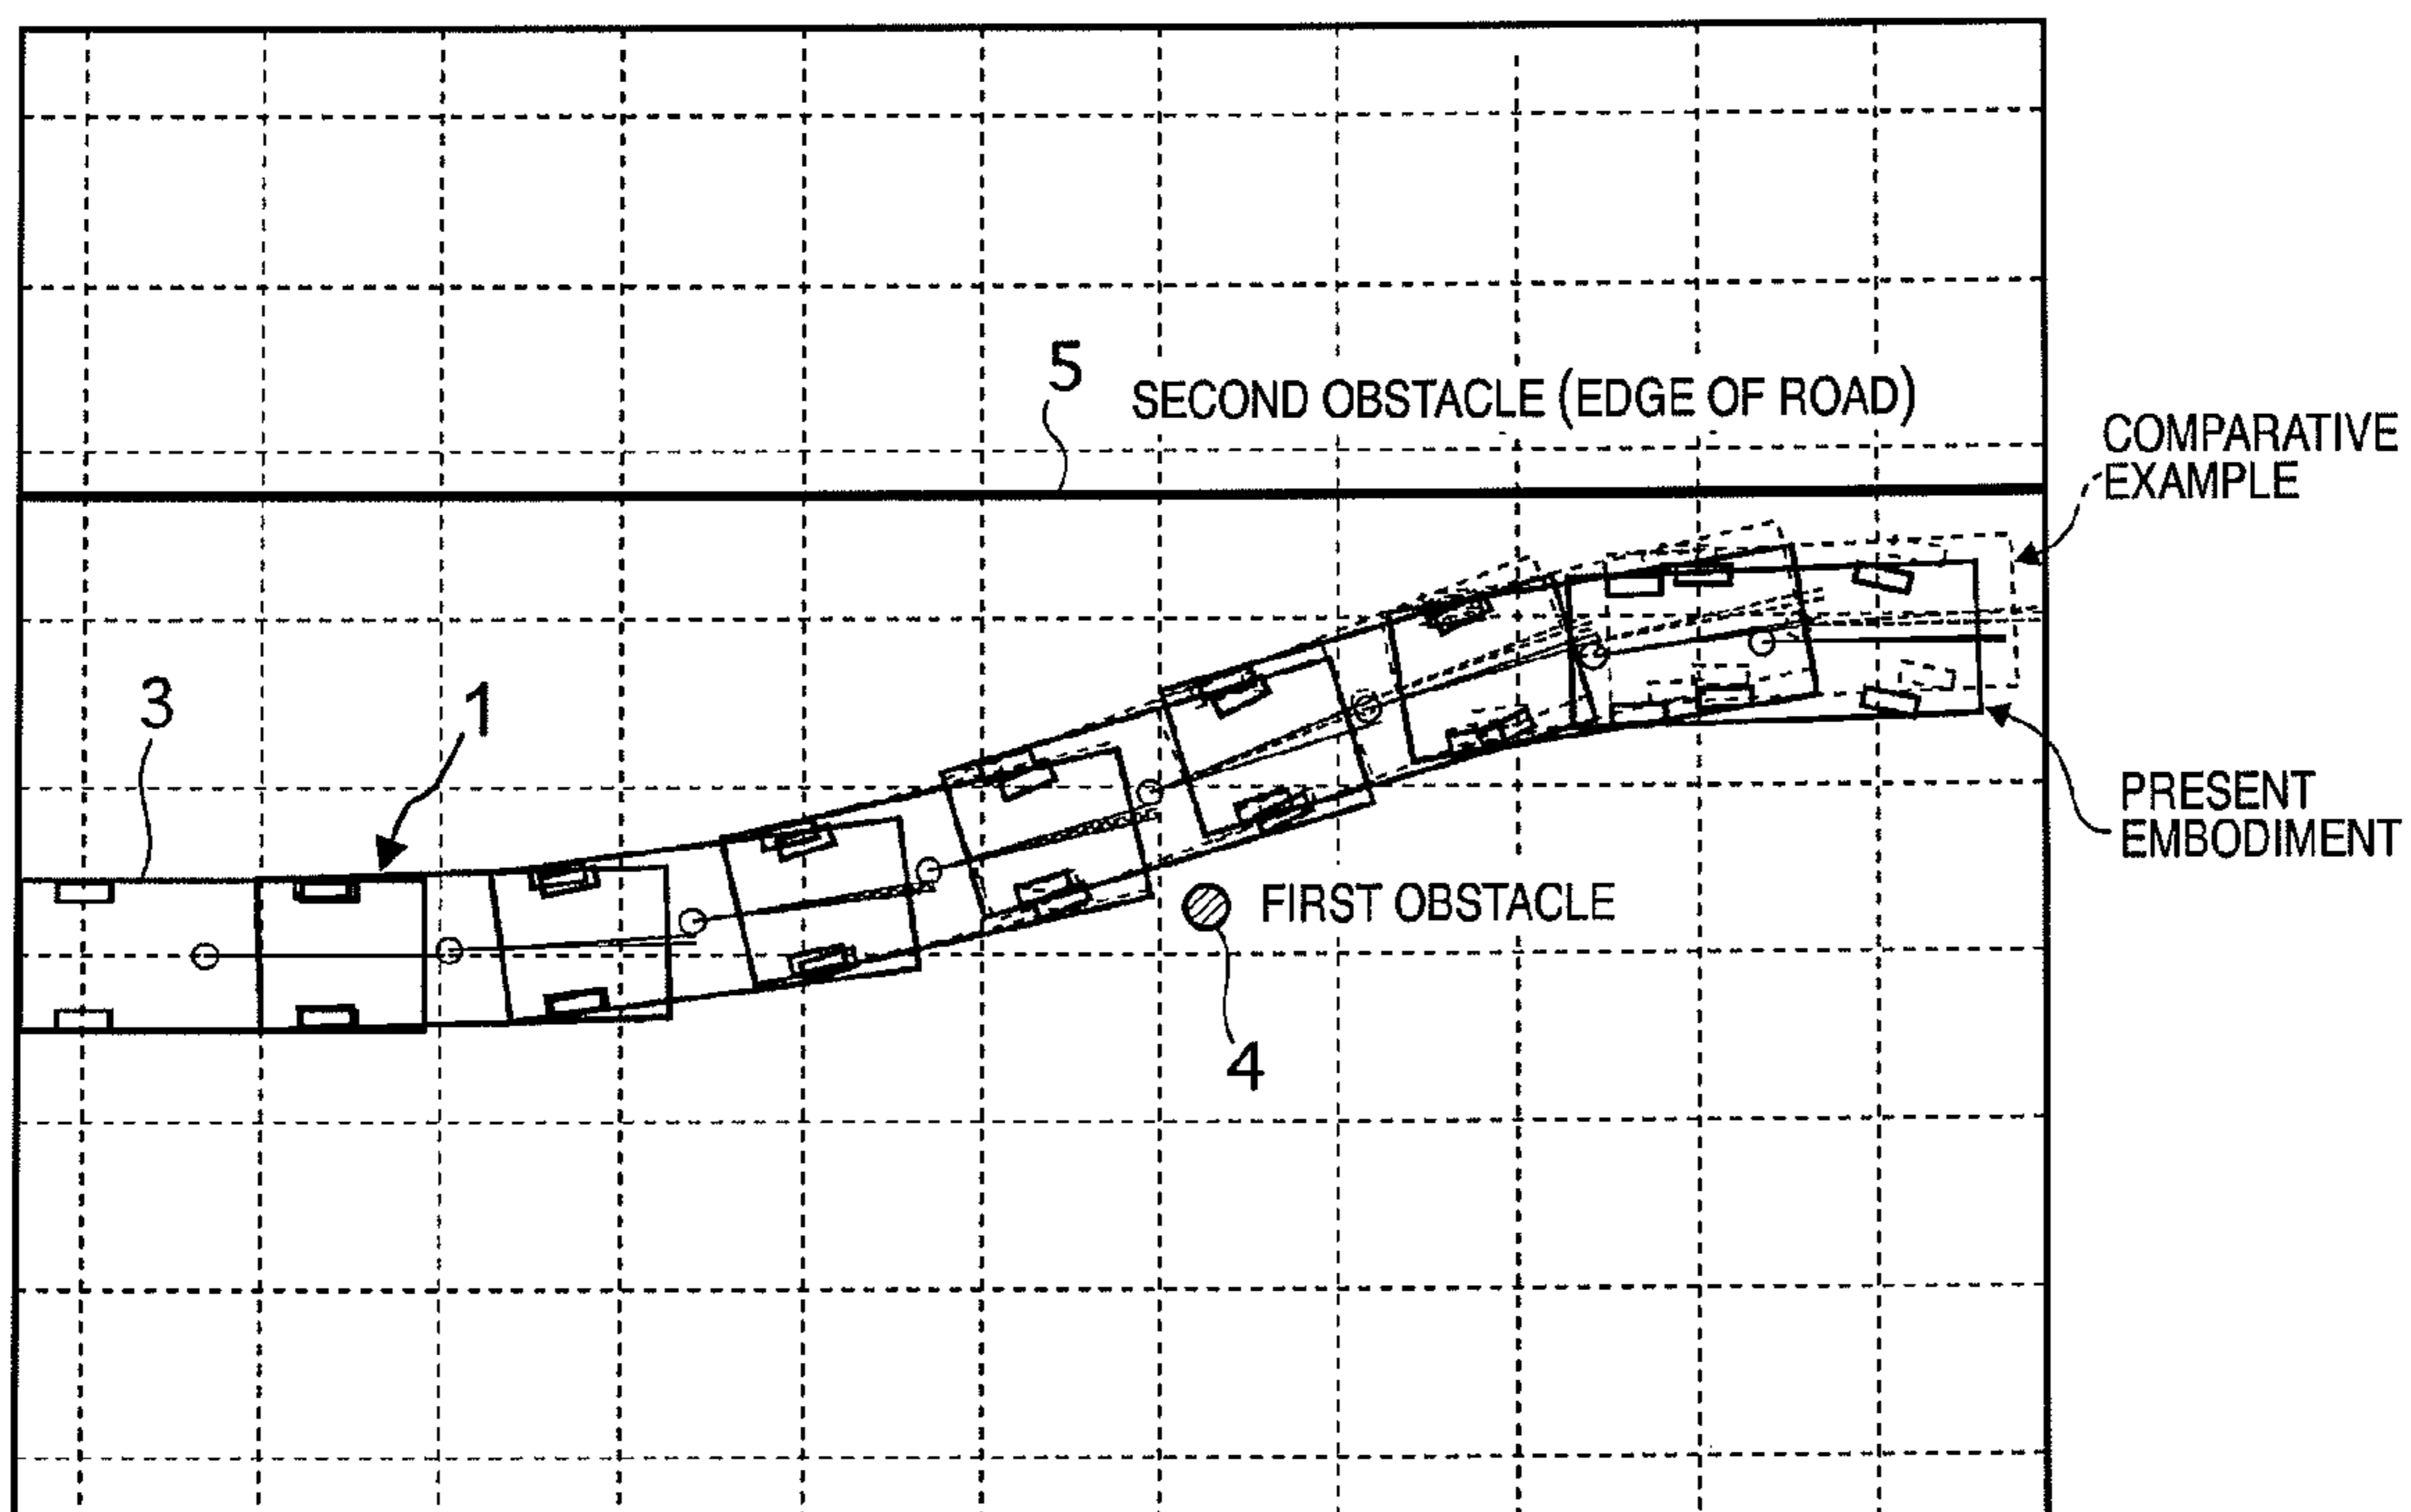 5
SECOND OBSTACLE (EDGE OF ROAD)
COMPARATIVE
EXAMPLE
3
1
PRESENT
EMBODIMENT
FIRST OBSTACLE
4